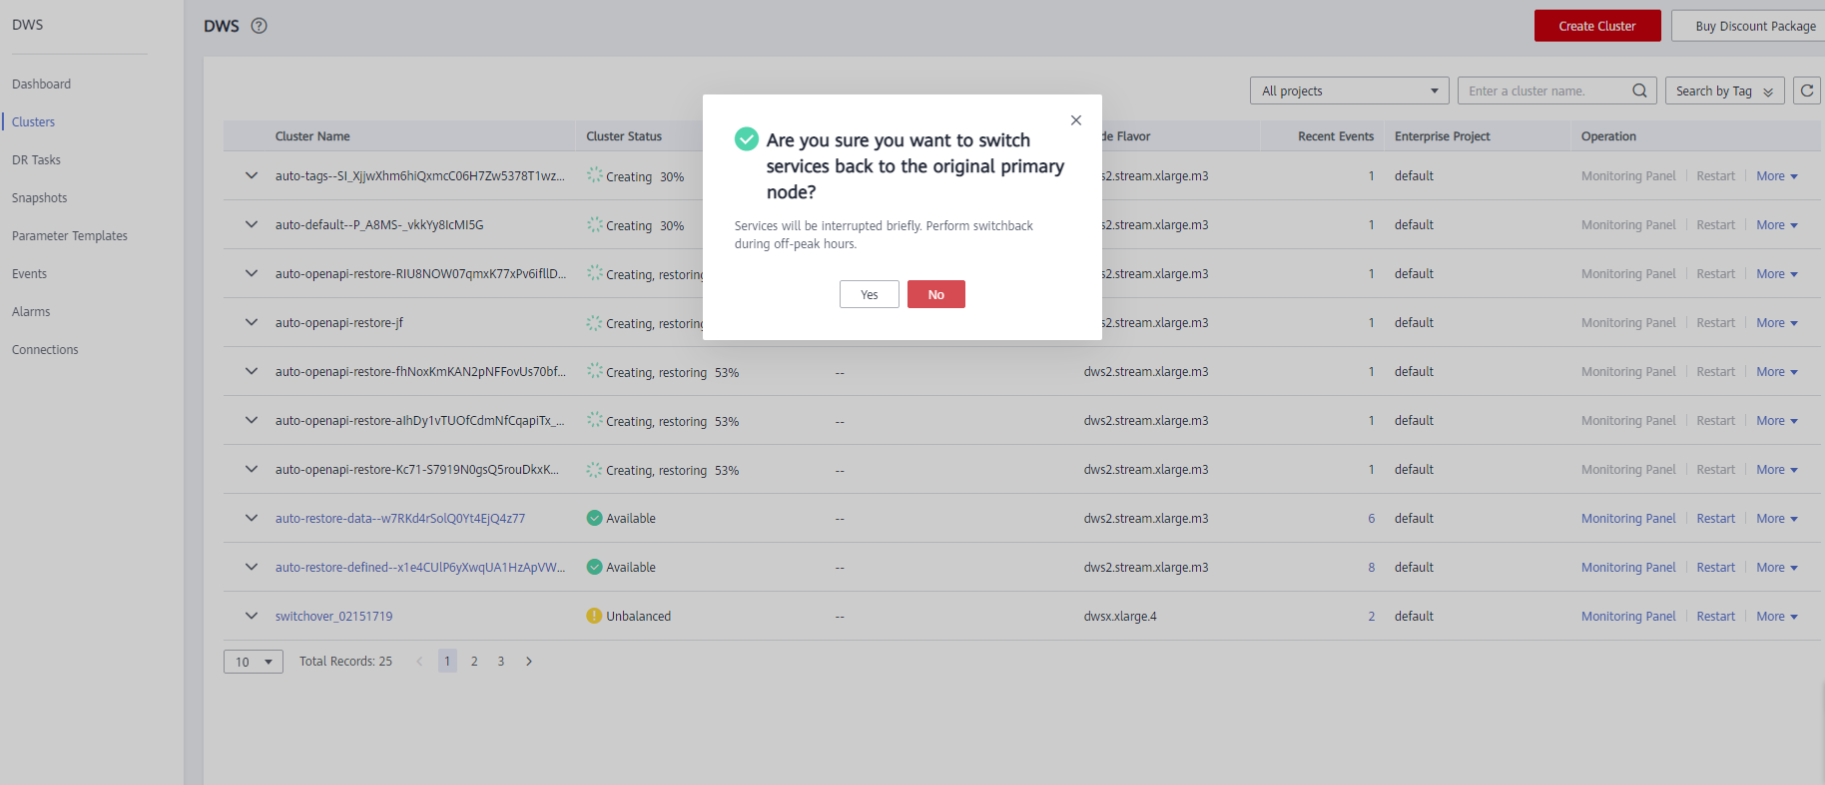 DWS
Dashboard
Clusters
DR Tasks
Snapshots
Parameter Templates
Events
Alarms
Connections
DWS ?
Create Cluster
Buy Discount Package
All projects
Enter a cluster name.
Search by Tag
Cluster Name Cluster Status de Flavor Recent Events Enterprise Project Operation
auto-tags--SI_XjjwXhm6hiQxmcC06H7Zw5378T1wz... Creating 30% s2.stream.xlarge.m3 1 default Monitoring Panel Restart More
auto-default--P_A8MS-_vkkYy8IcMI5G Creating 30% s2.stream.xlarge.m3 1 default Monitoring Panel Restart More
auto-openapi-restore-RIU8NOW07qmxK77xPv6ifllD... Creating, restoring s2.stream.xlarge.m3 1 default Monitoring Panel Restart More
auto-openapi-restore-jf Creating, restoring s2.stream.xlarge.m3 1 default Monitoring Panel Restart More
auto-openapi-restore-fhNoxKmKAN2pNFFovUs70bf... Creating, restoring 53% -- dws2.stream.xlarge.m3 1 default Monitoring Panel Restart More
auto-openapi-restore-aIhDy1vTUOfCdmNfCqapiTx_... Creating, restoring 53% -- dws2.stream.xlarge.m3 1 default Monitoring Panel Restart More
auto-openapi-restore-Kc71-S7919N0gsQ5rouDkxK... Creating, restoring 53% -- dws2.stream.xlarge.m3 1 default Monitoring Panel Restart More
auto-restore-data--w7RKd4rSolQ0Yt4EjQ4z77 Available -- dws2.stream.xlarge.m3 6 default Monitoring Panel Restart More
auto-restore-defined--x1e4CUlP6yXwqUA1HzApVW... Available -- dws2.stream.xlarge.m3 8 default Monitoring Panel Restart More
switchover_02151719 Unbalanced -- dwsx.xlarge.4 2 default Monitoring Panel Restart More
10 Total Records: 25 < 1 2 3 >
Are you sure you want to switch
services back to the original primary
node?
Services will be interrupted briefly. Perform switchback
during off-peak hours.
Yes No